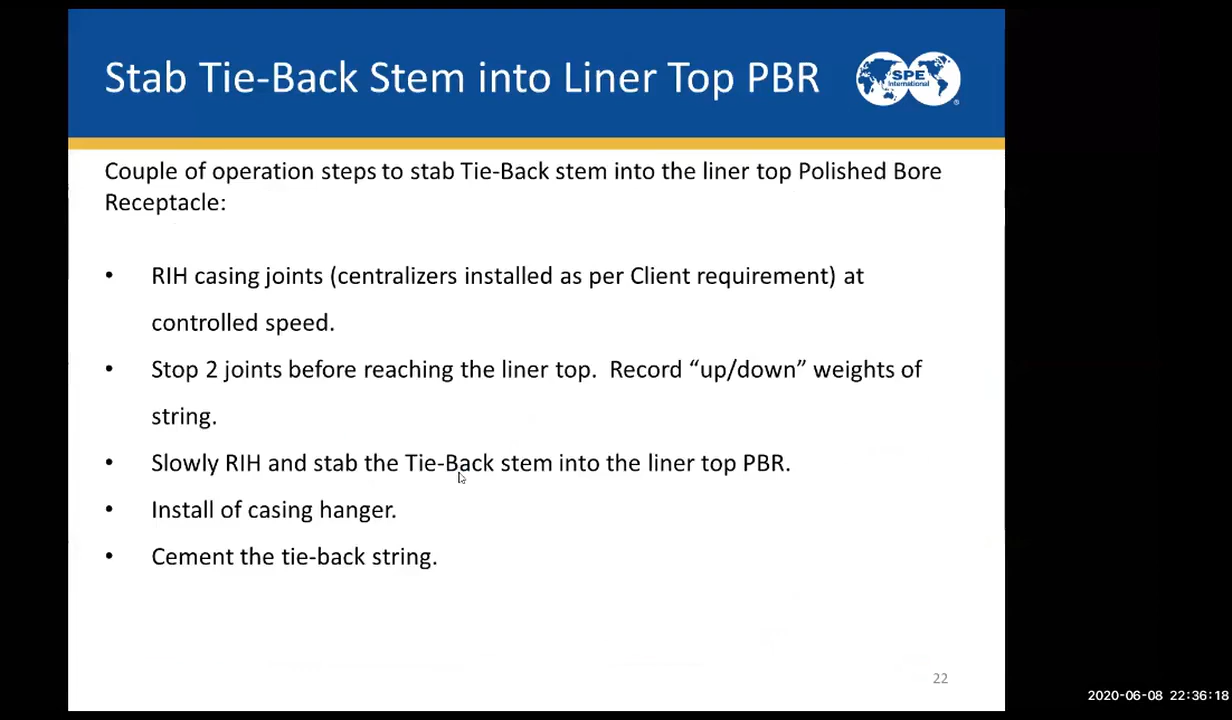 Stab Tie-Back Stem into Liner Top PBR
SPE
International
Couple of operation steps to stab Tie-Back stem into the liner top Polished Bore
Receptacle:
• RIH casing joints (centralizers installed as per Client requirement) at
controlled speed.
• Stop 2 joints before reaching the liner top.  Record “up/down” weights of
string.
• Slowly RIH and stab the Tie-Back stem into the liner top PBR.
• Install of casing hanger.
• Cement the tie-back string.
22
2020-06-08 22:36:18